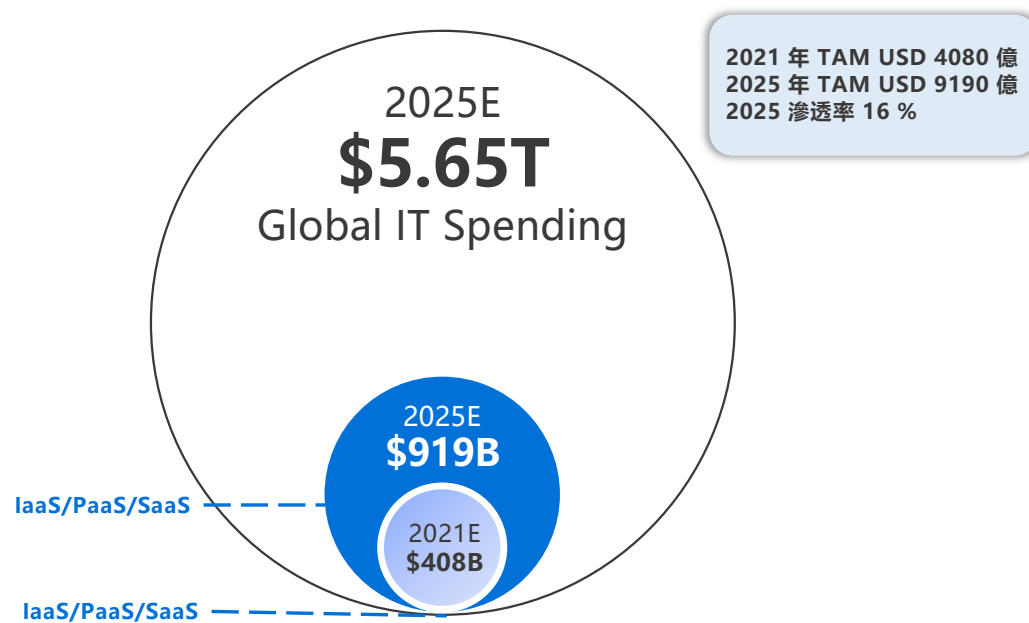 2021 年 TAM USD 4080 億
2025 年 TAM USD 9190 億
2025 滲透率 16 %
2025E
$5.65T
Global IT Spending
2025E
$919B
IaaS/PaaS/SaaS
2021E
$408B
IaaS/PaaS/SaaS